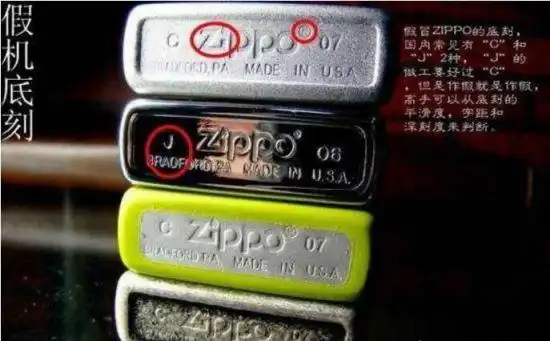 假机底刻
假冒ZIPPO的底刻，
国内常见有“C”和
“J”2种，“J”的
做工要好过“C”
，但是作假就是作假，
高手可以从底刻的
平滑度，字距和
深刻度来判断。
C Zippo® 07
BRADFORD.PA. MADE IN U.S.A.
J Zippo® 06
BRADFORD.PA. MADE IN U.S.A.
C Zippo® 07
BRADFORD.PA. MADE IN U.S.A.
Zippo